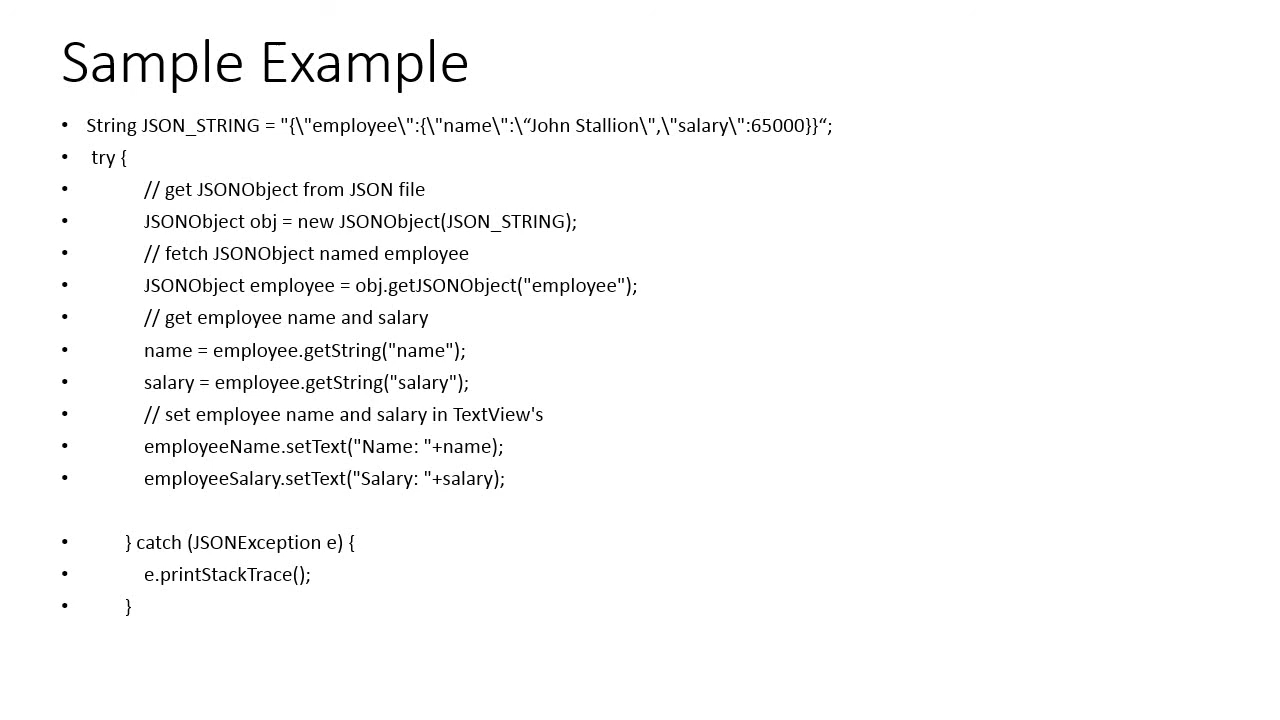 Sample Example
• String JSON_STRING = "{\"employee\":{\"name\":\“John Stallion\",\"salary\":65000}}“;
• try {
• // get JSONObject from JSON file
• JSONObject obj = new JSONObject(JSON_STRING);
• // fetch JSONObject named employee
• JSONObject employee = obj.getJSONObject("employee");
• // get employee name and salary
• name = employee.getString("name");
• salary = employee.getString("salary");
• // set employee name and salary in TextView's
• employeeName.setText("Name: "+name);
• employeeSalary.setText("Salary: "+salary);
• } catch (JSONException e) {
• e.printStackTrace();
• }